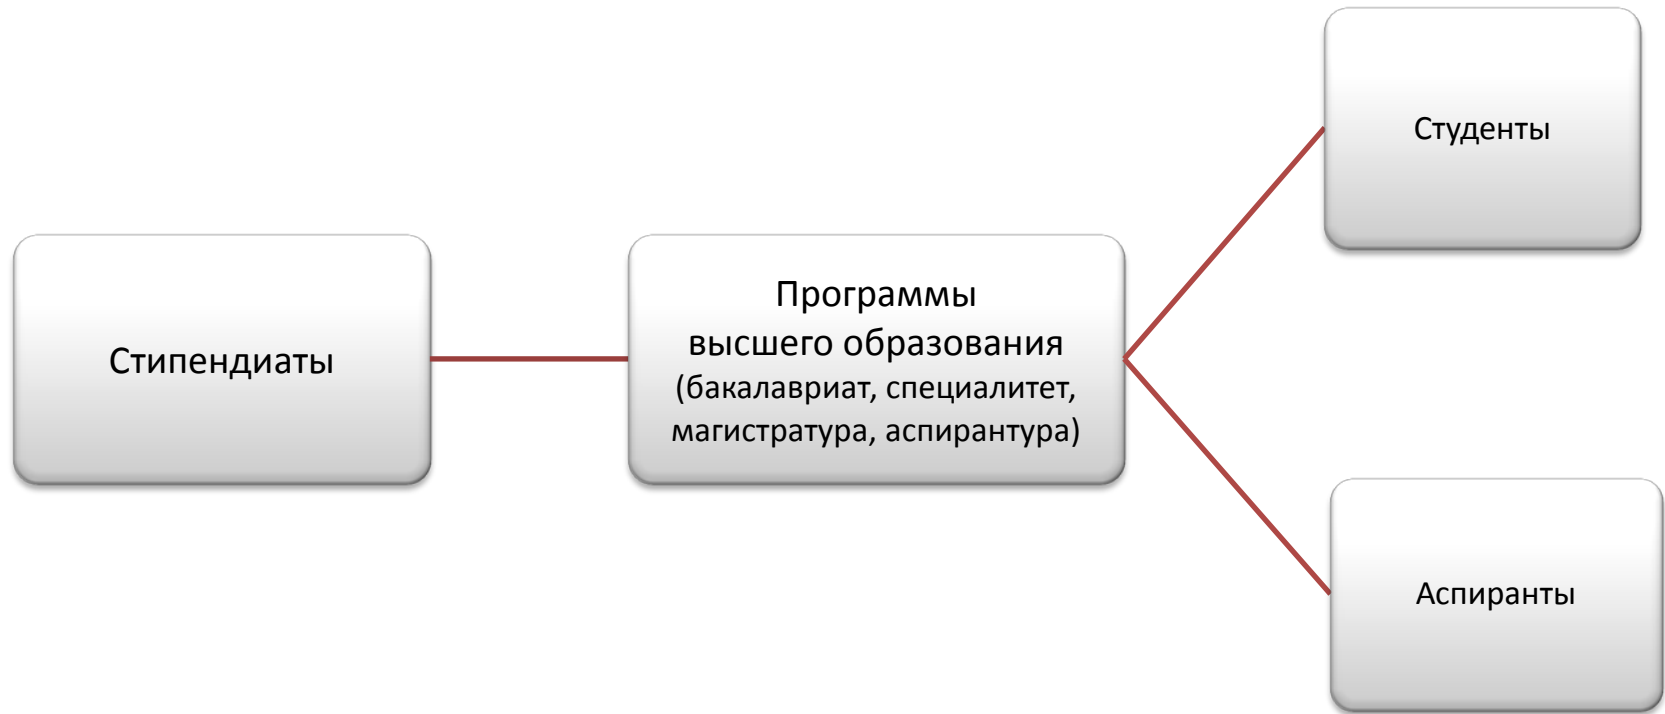 Стипендиаты
Программы
высшего образования
(бакалавриат, специалитет,
магистратура, аспирантура)
Студенты
Аспиранты